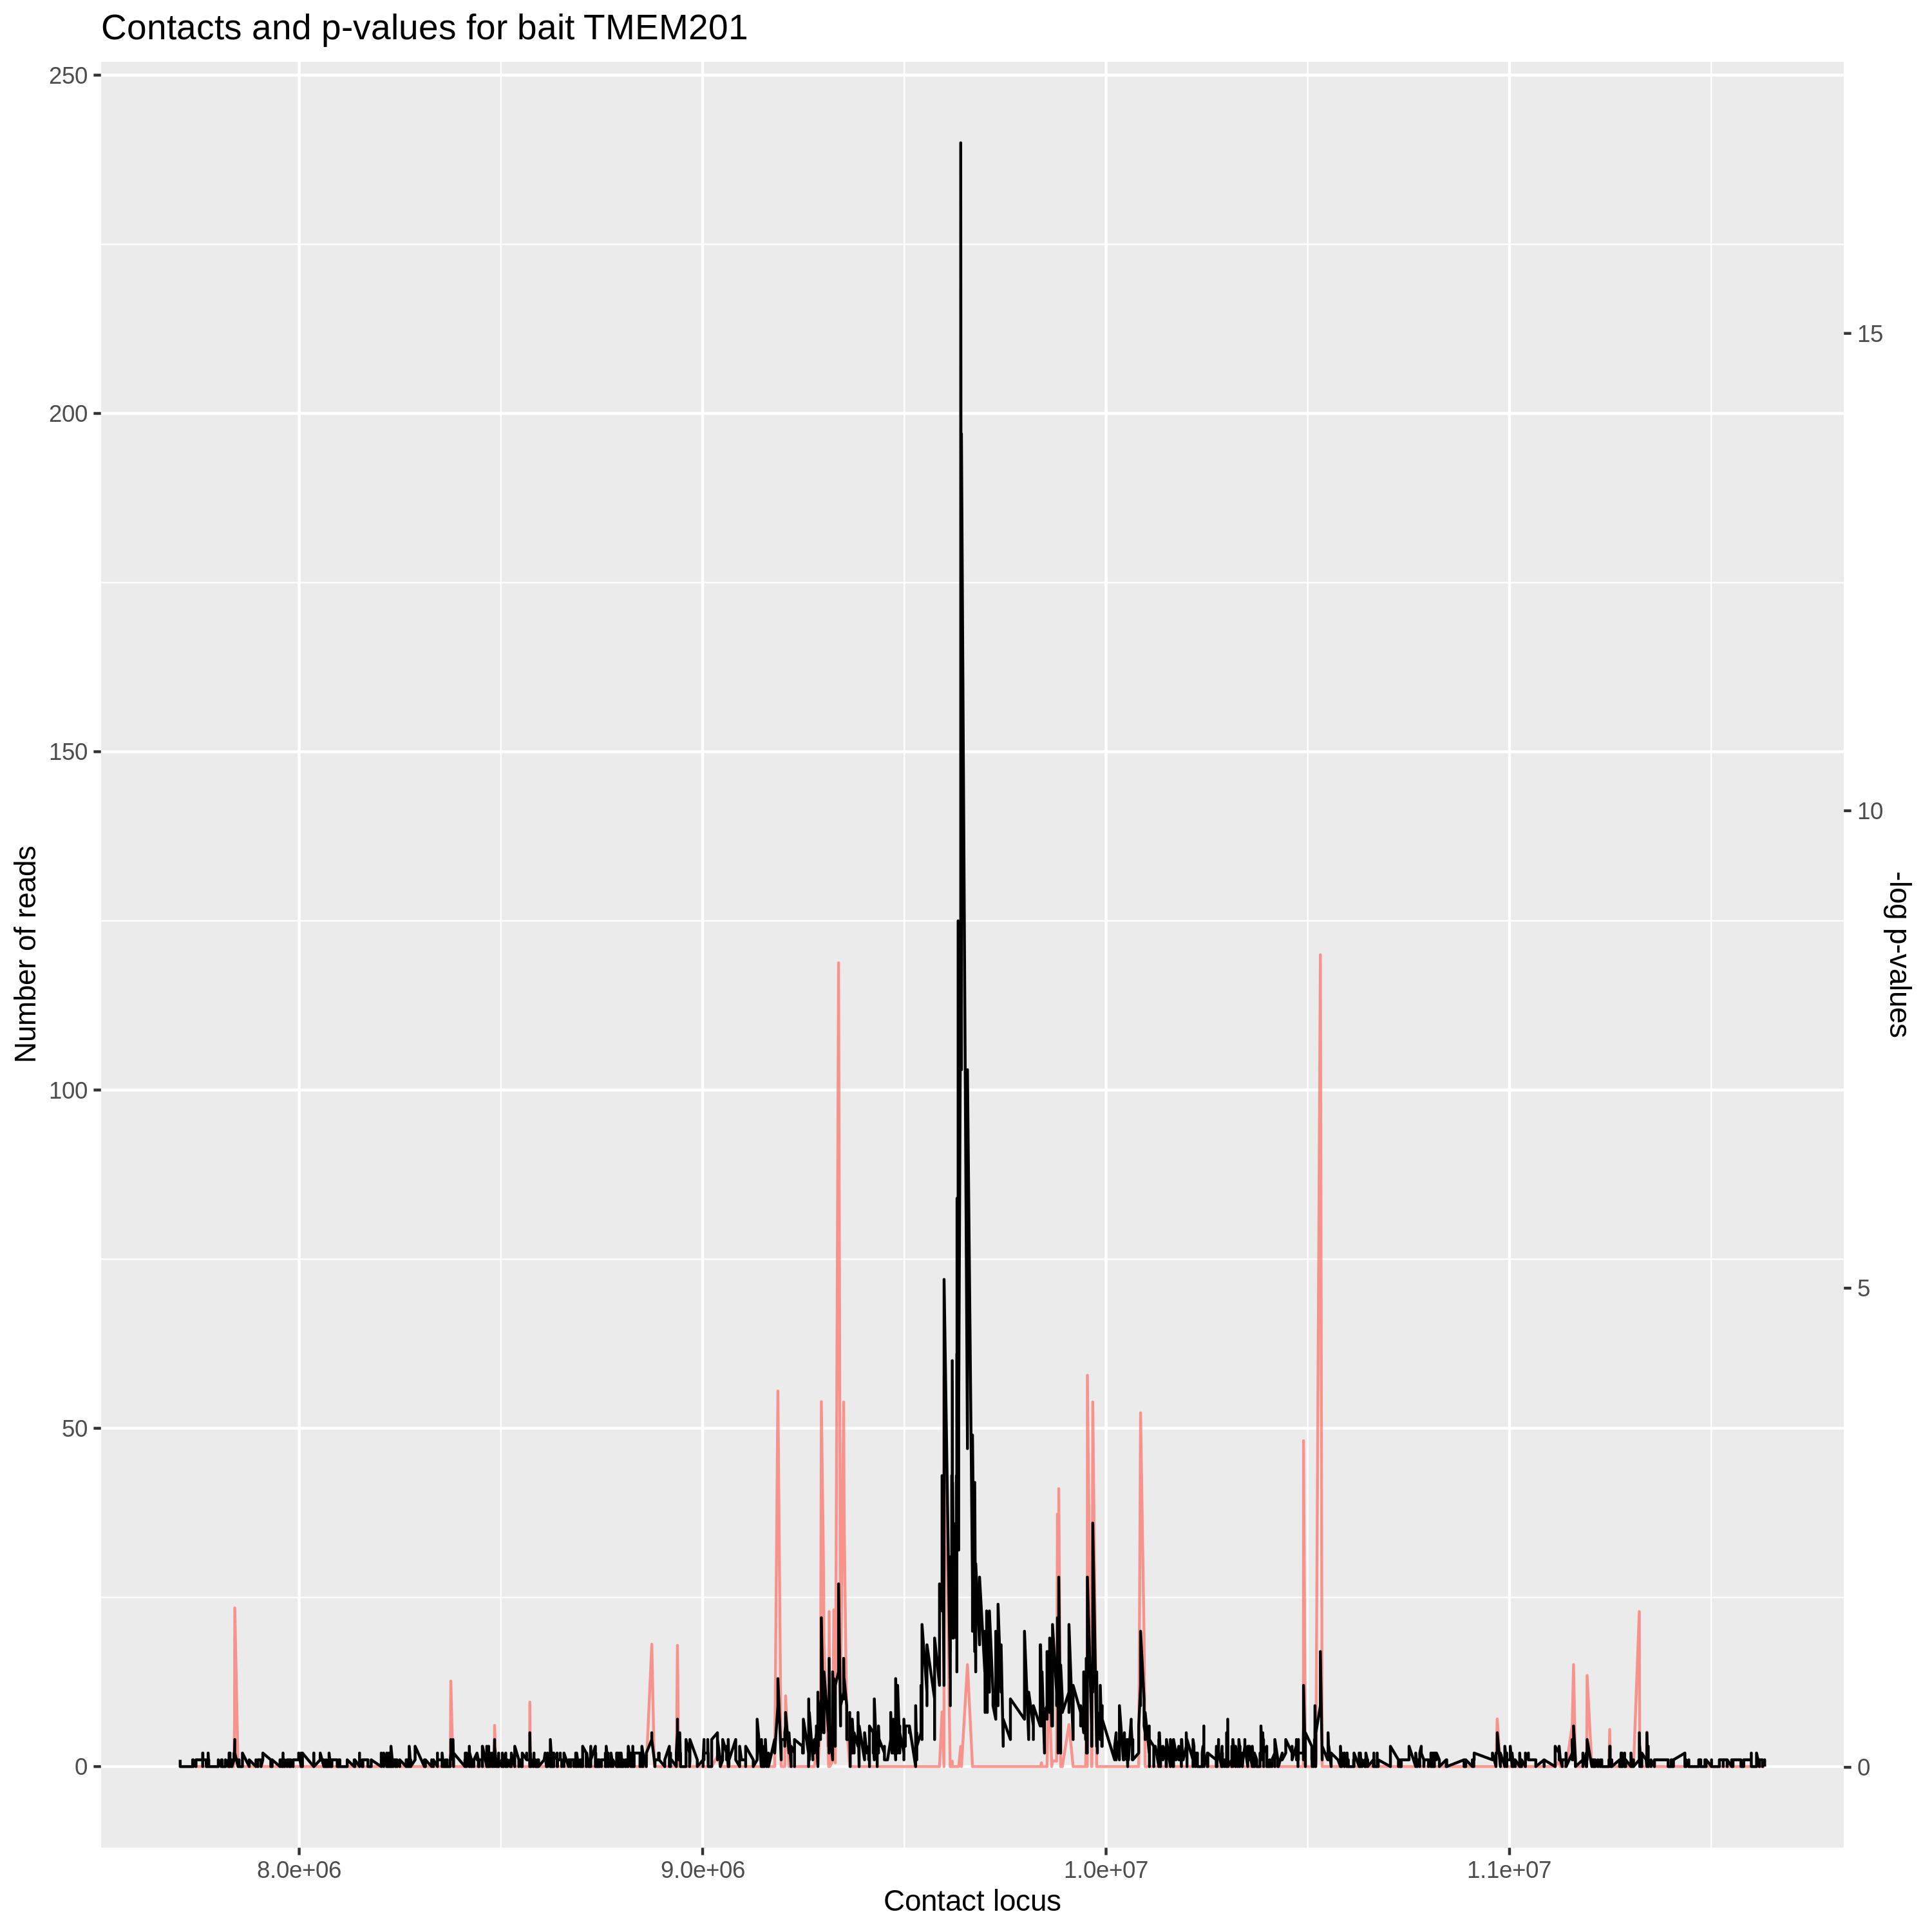 Contacts and p-values for bait TMEM201
250
200
150
100
50
0
Number of reads
15
10
5
0
-log p-values
8.0e+06
9.0e+06
1.0e+07
1.1e+07
Contact locus